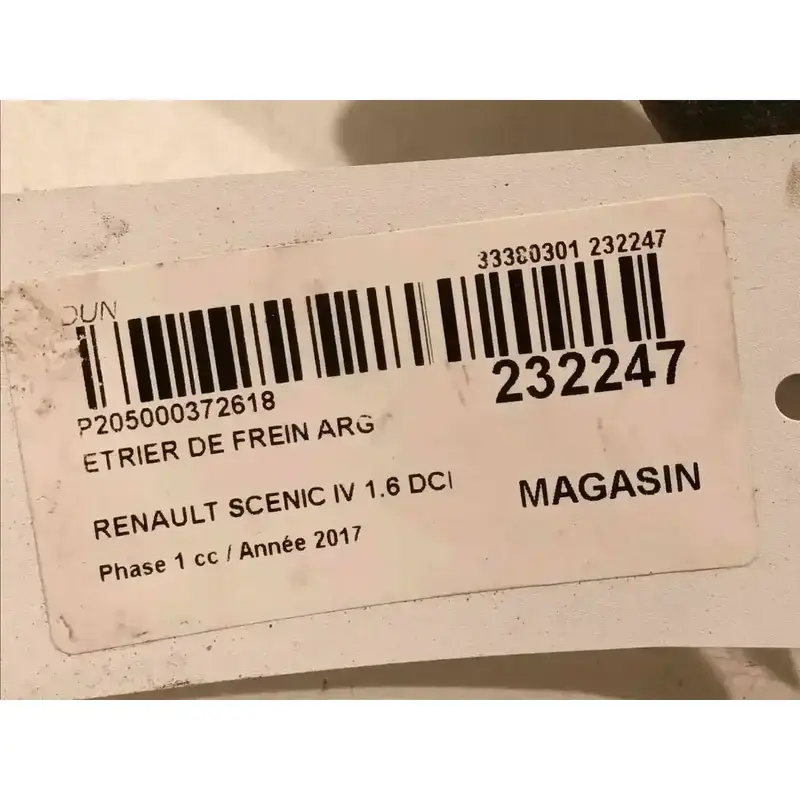 33380301 232247
P205000372618
232247
ETRIER DE FREIN ARG
RENAULT SCENIC IV 1.6 DCI
MAGASIN
Phase 1 cc / Année 2017